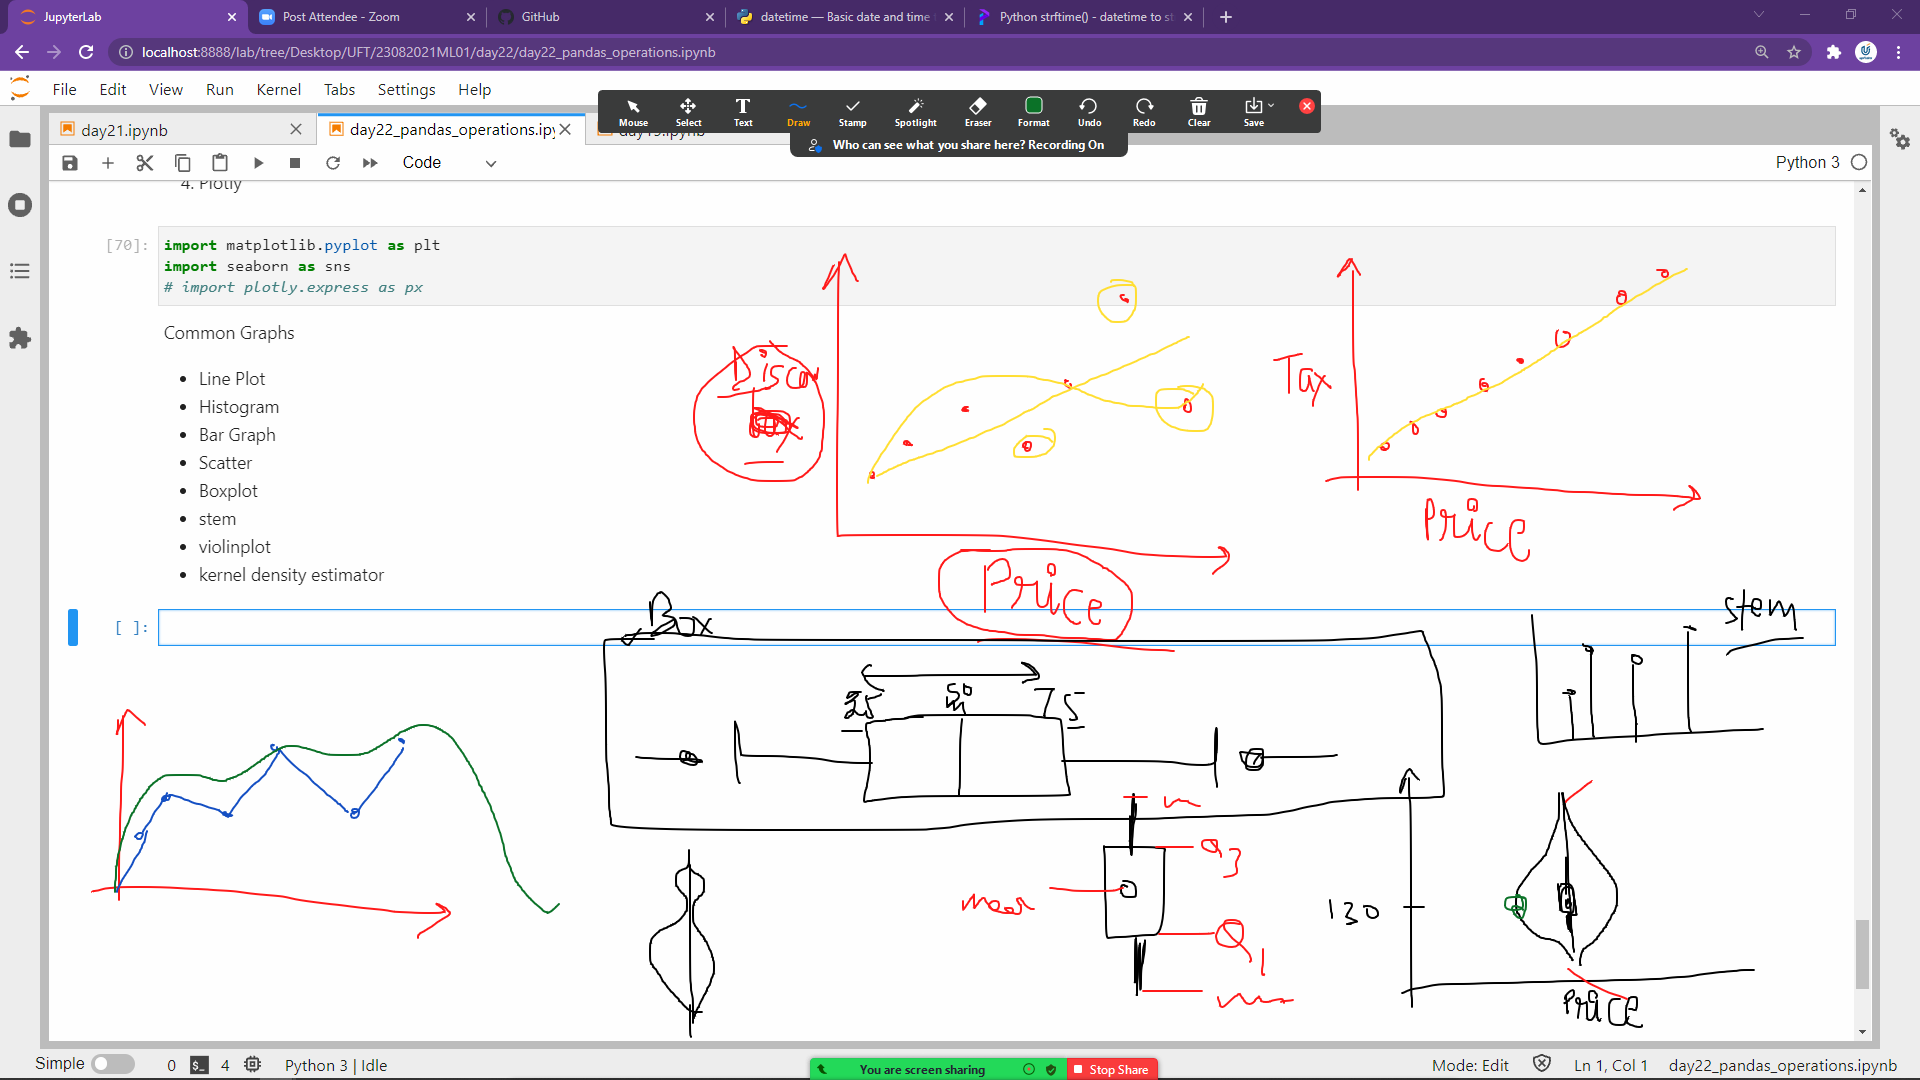 JupyterLab
Post Attendee - Zoom
GitHub
datetime — Basic date and time
Python strftime() - datetime to st
localhost:8888/lab/tree/Desktop/UFT/23082021ML01/day22/day22_pandas_operations.ipynb
File Edit View Run Kernel Tabs Settings Help
Mouse Select Text Draw Stamp Spotlight Eraser Format Undo Redo Clear Save
day21.ipynb
day22_pandas_operations.ipy
Who can see what you share here? Recording On
Code
Python 3
4. Plotly
[70]:
import matplotlib.pyplot as plt
import seaborn as sns
# import plotly.express as px
Common Graphs
• Line Plot
• Histogram
• Bar Graph
• Scatter
• Boxplot
• stem
• violinplot
• kernel density estimator
[ ]:
Discou
Price
Tax
Price
Box
25
50
75
stem
Q3
Q1
130
Price
Simple
0
4
Python 3 | Idle
You are screen sharing
Stop Share
Mode: Edit
Ln 1, Col 1
day22_pandas_operations.ipynb